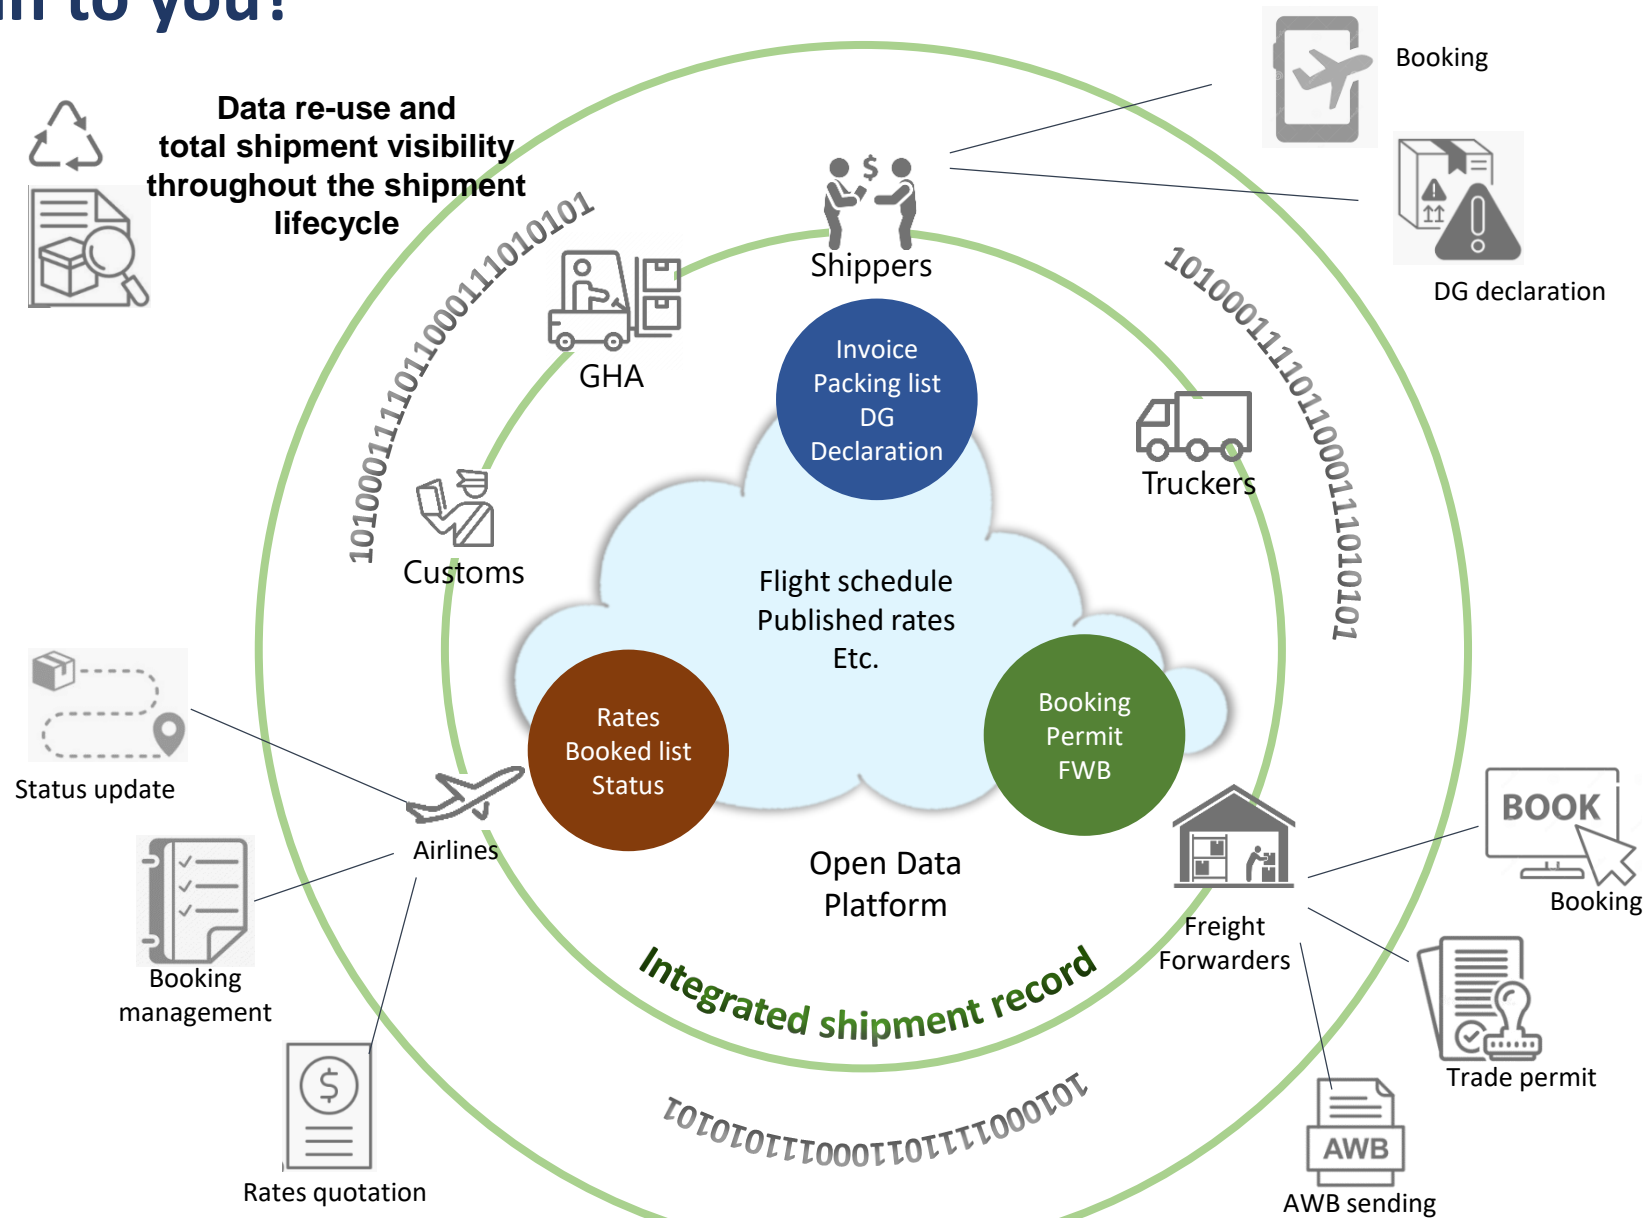 to you?
Data re-use and
total shipment visibility
throughout the shipment
lifecycle
Booking
DG declaration
$
Shippers
GHA
Truckers
Customs
Invoice
Packing list
DG
Declaration
Flight schedule
Published rates
Etc.
Rates
Booked list
Status
Booking
Permit
FWB
Open Data
Platform
Integrated shipment record
Airlines
Freight
Forwarders
Status update
Booking
management
$
Rates quotation
BOOK
Booking
Trade permit
AWB
AWB sending